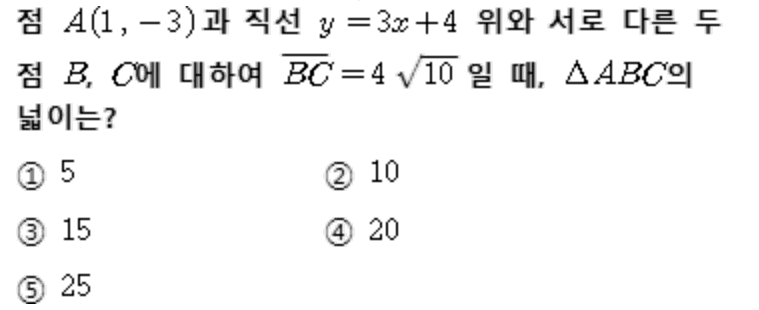 점 A(1, −3)과 직선 y=3x+4 위와 서로 다른 두
점 B, C에 대하여 \overline{BC}=4√10 일 때, △ABC의
넓이는?
① 5 ② 10
③ 15 ④ 20
⑤ 25